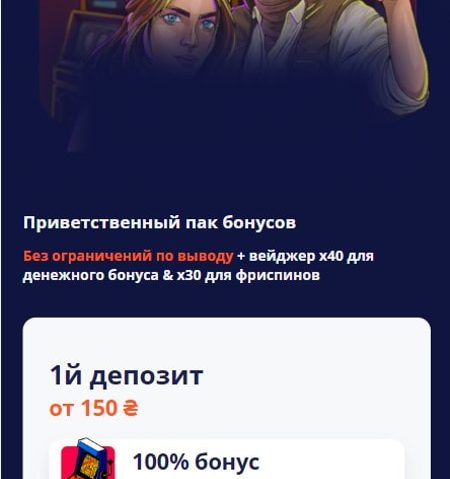 Приветственный пак бонусов
Без ограничений по выводу + вейджер x40 для
денежного бонуса & x30 для фриспинов
1й депозит
от 150 ₴
100% бонус